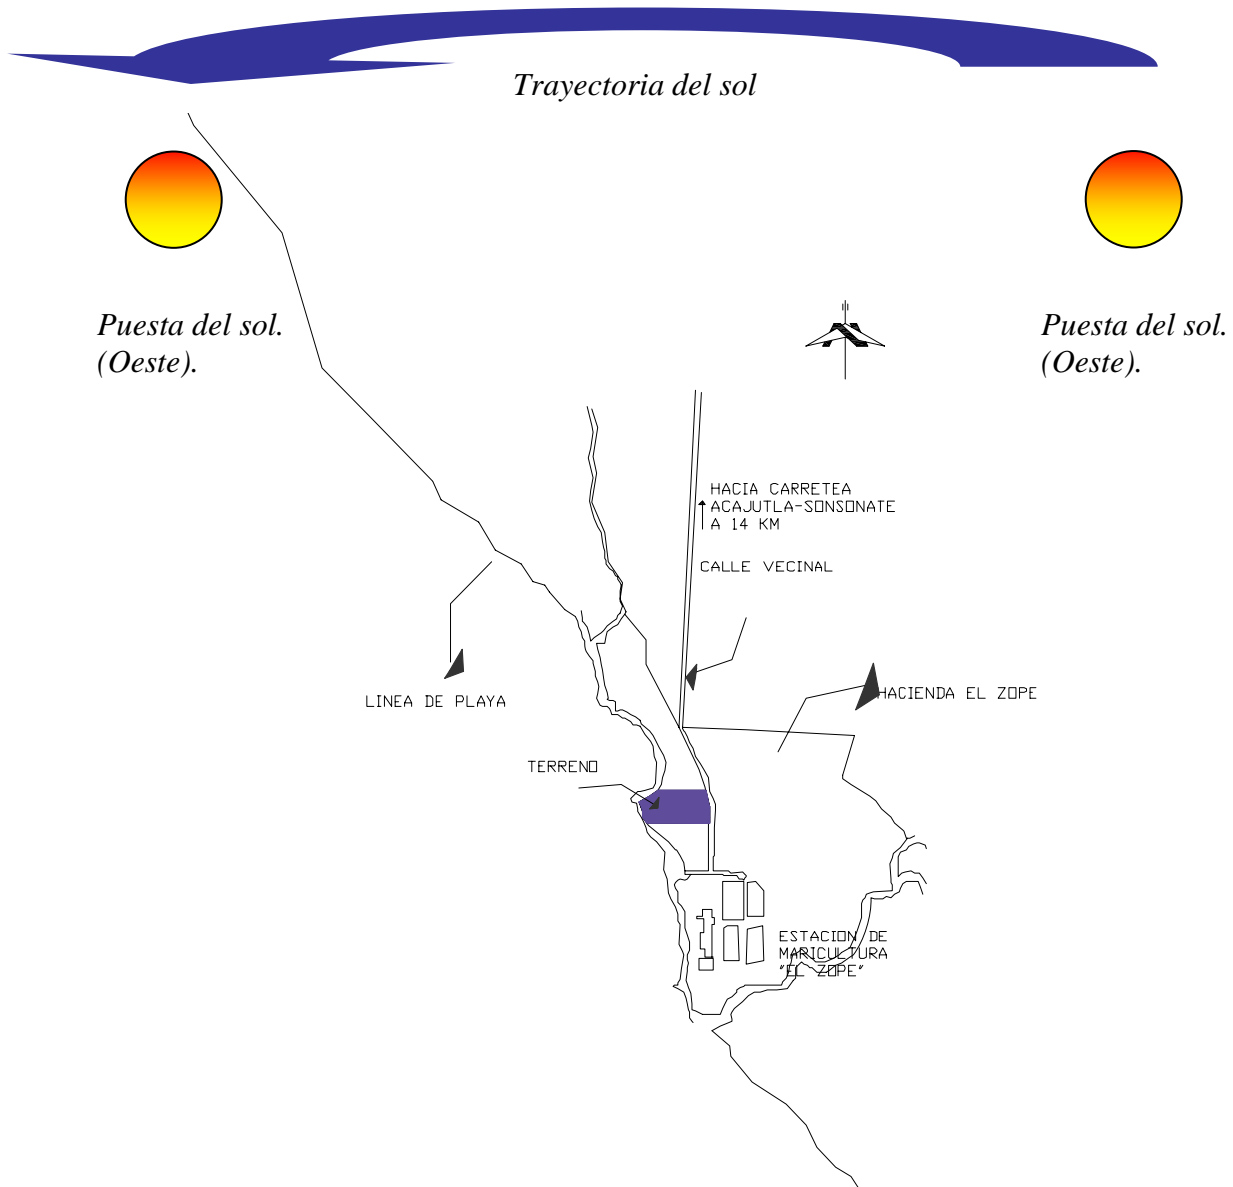 Trayectoria del sol
Puesta del sol.
(Oeste).
Puesta del sol.
(Oeste).
HACIA CARRETEA
ACAJUTLA-SONSONATE
A 14 KM
CALLE VECINAL
LINEA DE PLAYA
HACIENDA EL ZOPE
TERRENO
ESTACION DE
MARICULTURA
"EL ZOPE"